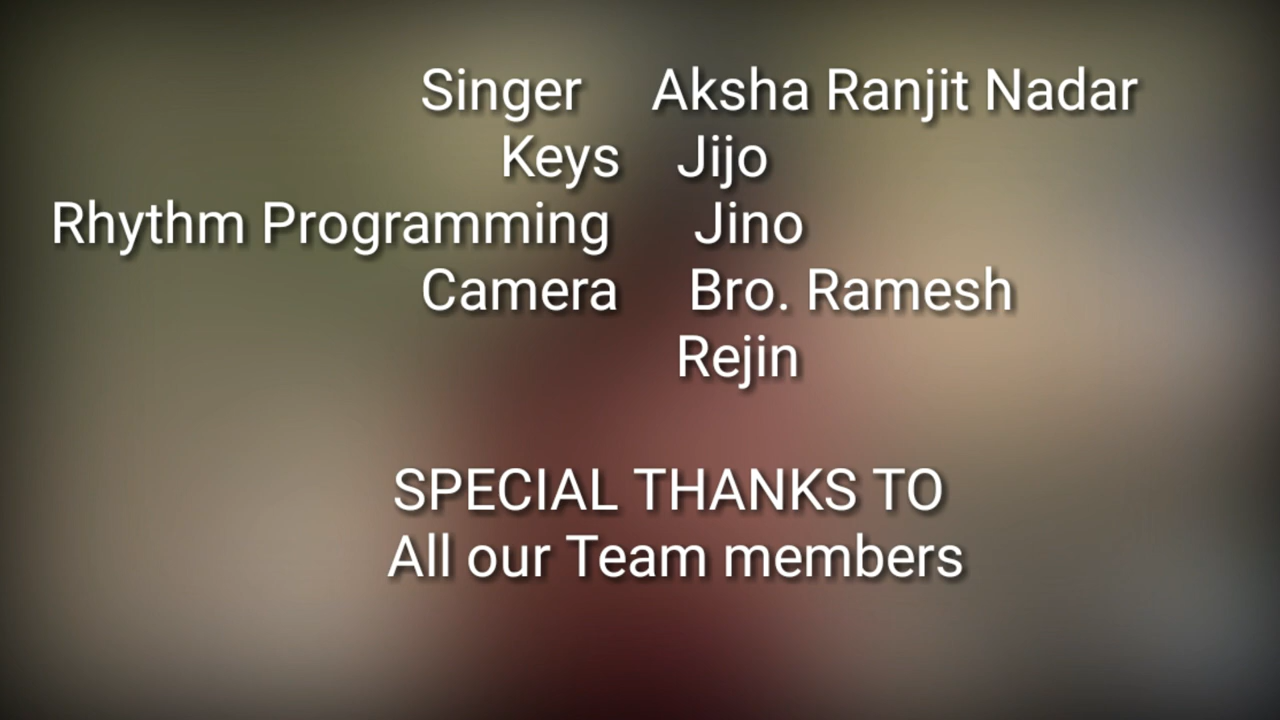 Singer Aksha Ranjit Nadar
Keys Jijo
Rhythm Programming Jino
Camera Bro. Ramesh
Rejin
SPECIAL THANKS TO
All our Team members